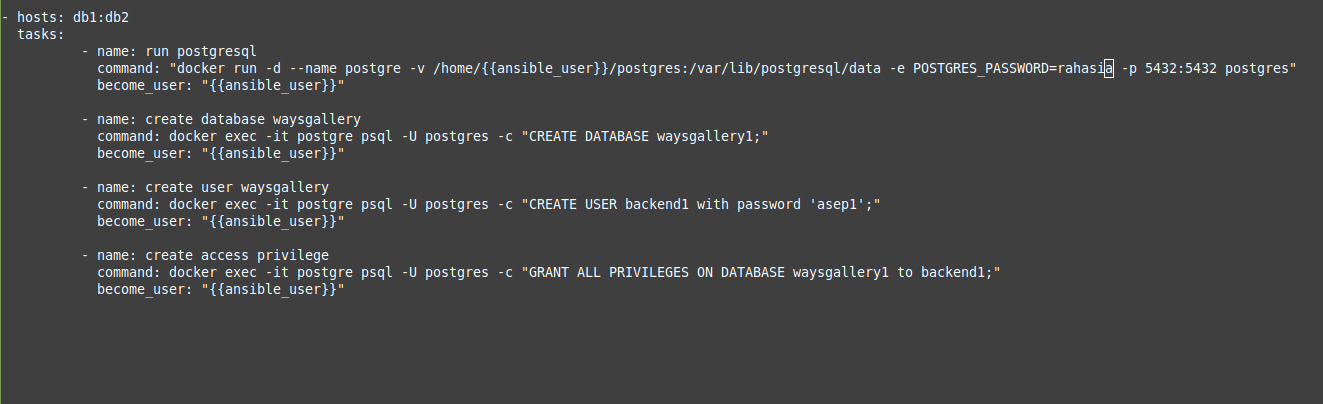 - hosts: db1:db2
  tasks:
          - name: run postgresql
            command: "docker run -d --name postgre -v /home/{{ansible_user}}/postgres:/var/lib/postgresql/data -e POSTGRES_PASSWORD=rahasia -p 5432:5432 postgres"
            become_user: "{{ansible_user}}"

          - name: create database waysgallery
            command: docker exec -it postgre psql -U postgres -c "CREATE DATABASE waysgallery1;"
            become_user: "{{ansible_user}}"

          - name: create user waysgallery
            command: docker exec -it postgre psql -U postgres -c "CREATE USER backend1 with password 'asep1';"
            become_user: "{{ansible_user}}"

          - name: create access privilege
            command: docker exec -it postgre psql -U postgres -c "GRANT ALL PRIVILEGES ON DATABASE waysgallery1 to backend1;"
            become_user: "{{ansible_user}}"